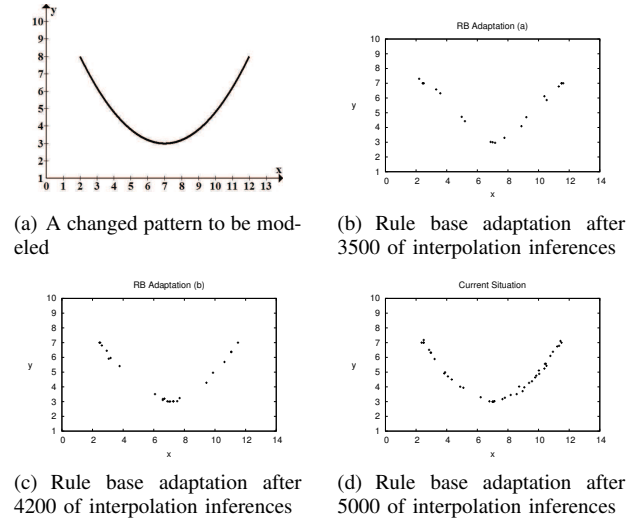 y
10
9
8
7
6
5
4
3
2
1
x
0 1 2 3 4 5 6 7 8 9 10 11 12 13
(a) A changed pattern to be mod-
eled
RB Adaptation (a)
10
9
8
7
6
5
4
3
2
1
y
0 2 4 6 8 10 12 14
x
(b) Rule base adaptation after
3500 of interpolation inferences
RB Adaptation (b)
10
9
8
7
6
5
4
3
2
1
y
0 2 4 6 8 10 12 14
x
(c) Rule base adaptation after
4200 of interpolation inferences
Current Situation
10
9
8
7
6
5
4
3
2
1
y
0 2 4 6 8 10 12 14
x
(d) Rule base adaptation after
5000 of interpolation inferences